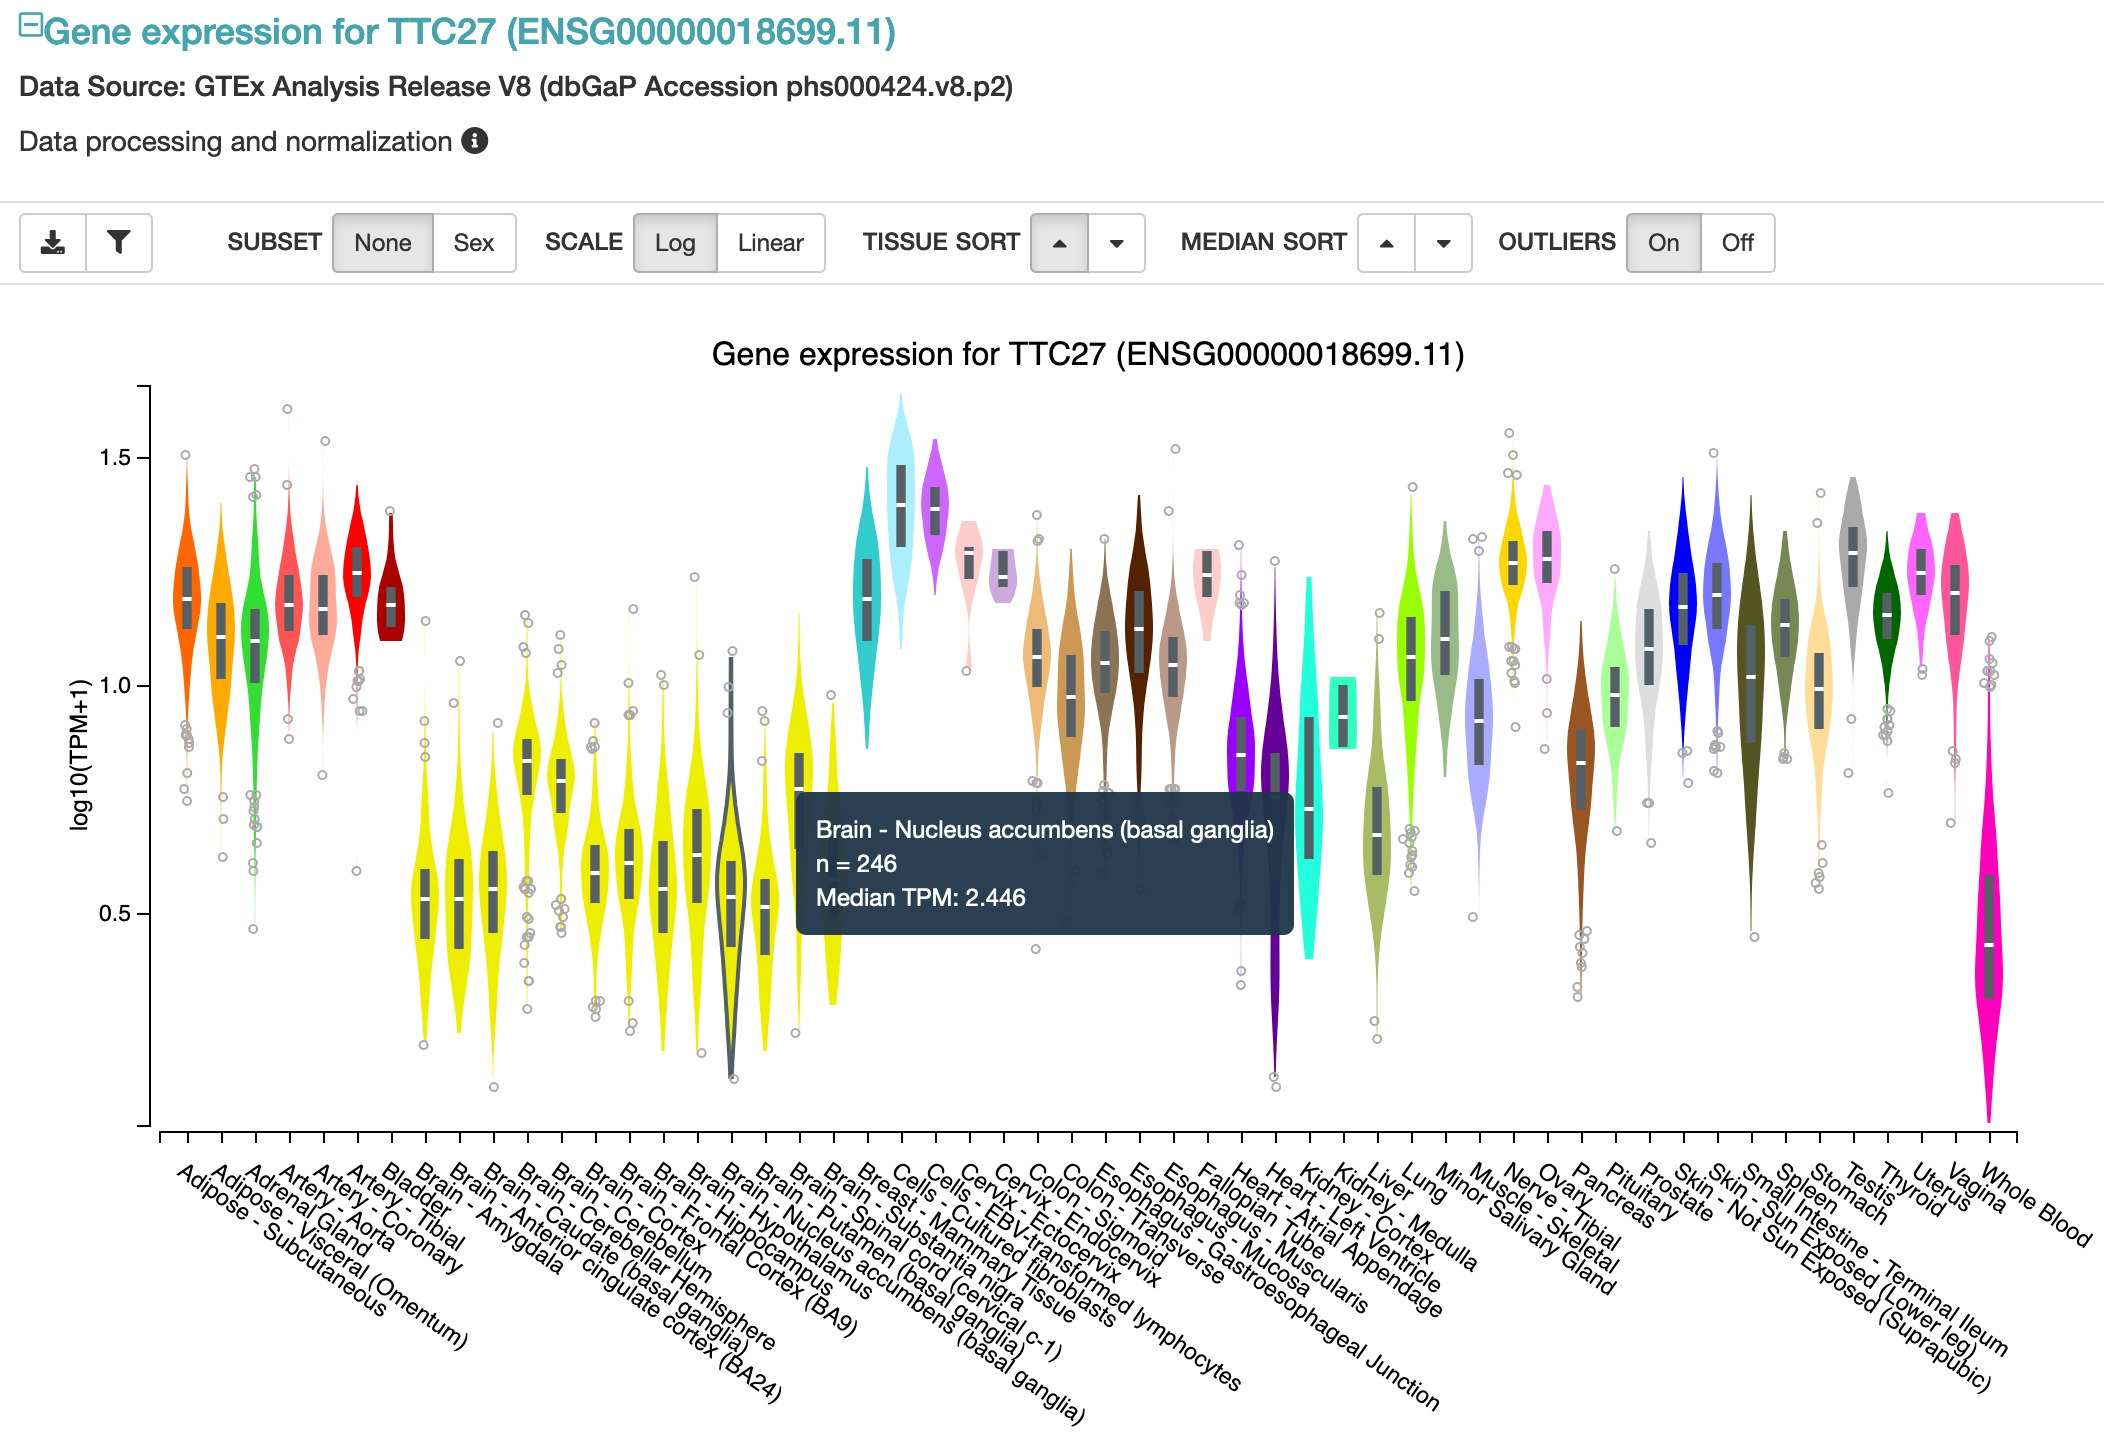 Gene expression for TTC27 (ENSG00000018699.11)
Data Source: GTEx Analysis Release V8 (dbGaP Accession phs000424.v8.p2)
Data processing and normalization
SUBSET None Sex SCALE Log Linear TISSUE SORT MEDIAN SORT OUTLIERS On Off
Gene expression for TTC27 (ENSG00000018699.11)
1.5
1.0
0.5
log10(TPM+1)
Brain - Nucleus accumbens (basal ganglia)
n = 246
Median TPM: 2.446
Adipose - Subcutaneous
Adipose - Visceral (Omentum)
Adrenal Gland
Artery - Aorta
Artery - Coronary
Artery - Tibial
Bladder
Brain - Amygdala
Brain - Anterior cingulate cortex (BA24)
Brain - Caudate (basal ganglia)
Brain - Cerebellar Hemisphere
Brain - Cerebellum
Brain - Cortex
Brain - Frontal Cortex (BA9)
Brain - Hippocampus
Brain - Hypothalamus
Brain - Nucleus accumbens (basal ganglia)
Brain - Putamen (basal ganglia)
Brain - Spinal cord (cervical c-1)
Brain - Substantia nigra
Breast - Mammary Tissue
Cells - Cultured fibroblasts
Cells - EBV-transformed lymphocytes
Cervix - Ectocervix
Cervix - Endocervix
Colon - Sigmoid
Colon - Transverse
Esophagus - Gastroesophageal Junction
Esophagus - Mucosa
Esophagus - Muscularis
Fallopian Tube
Heart - Atrial Appendage
Heart - Left Ventricle
Kidney - Cortex
Kidney - Medulla
Liver
Lung
Minor Salivary Gland
Muscle - Skeletal
Nerve - Tibial
Ovary
Pancreas
Pituitary
Prostate
Skin - Not Sun Exposed (Suprapubic)
Skin - Sun Exposed (Lower leg)
Small Intestine - Terminal Ileum
Spleen
Stomach
Testis
Thyroid
Uterus
Vagina
Whole Blood